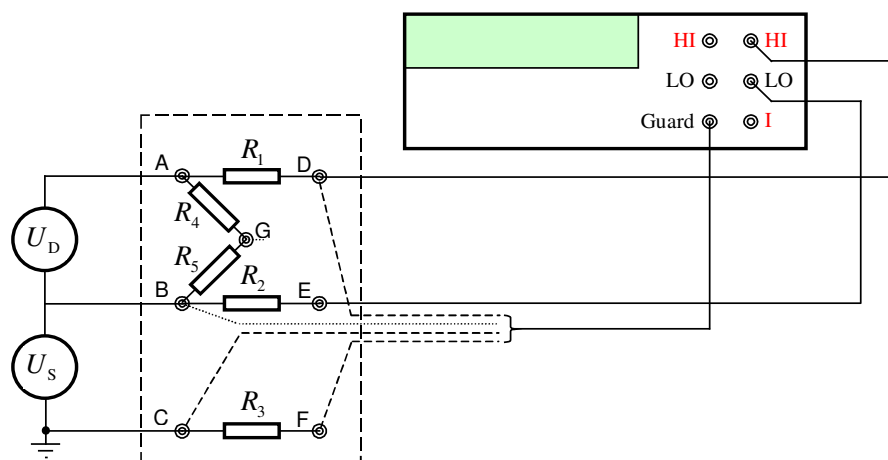 HI HI
LO LO
Guard I
A R1 D
R4 G
UD
R5
B R2 E
US
C R3 F